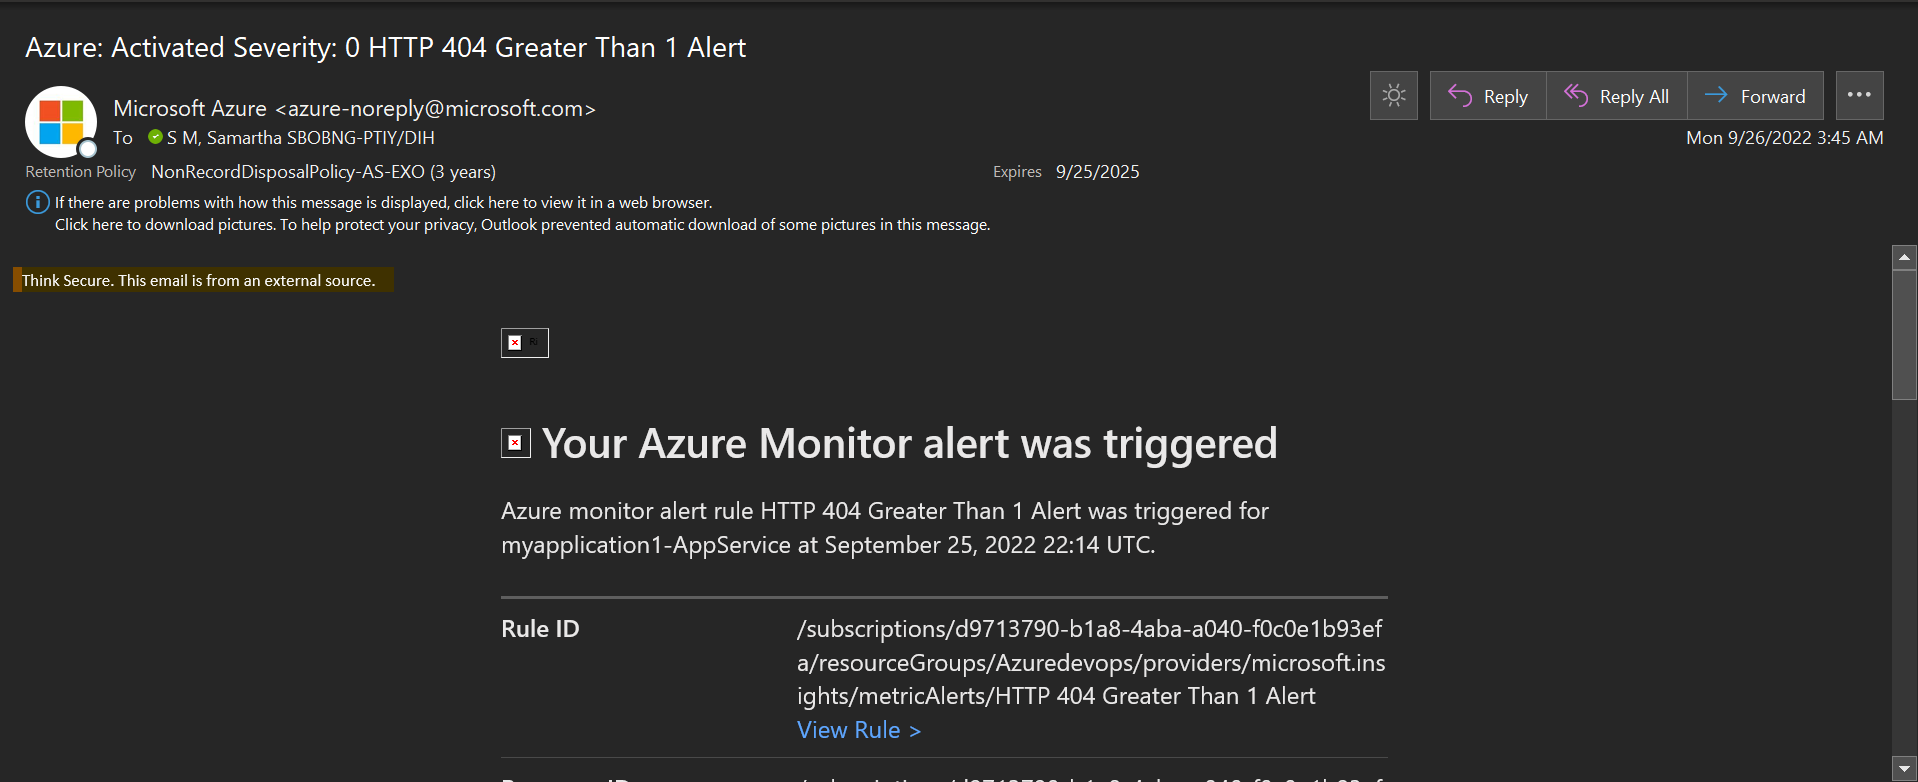 Azure: Activated Severity: 0 HTTP 404 Greater Than 1 Alert
Microsoft Azure <azure-noreply@microsoft.com>
Reply
Reply All
Forward
To S M, Samartha SBOBNG-PTIY/DIH
Mon 9/26/2022 3:45 AM
Retention Policy NonRecordDisposalPolicy-AS-EXO (3 years)
Expires 9/25/2025
If there are problems with how this message is displayed, click here to view it in a web browser.
Click here to download pictures. To help protect your privacy, Outlook prevented automatic download of some pictures in this message.
Think Secure. This email is from an external source.
Ri
Your Azure Monitor alert was triggered
Azure monitor alert rule HTTP 404 Greater Than 1 Alert was triggered for
myapplication1-AppService at September 25, 2022 22:14 UTC.
Rule ID
/subscriptions/d9713790-b1a8-4aba-a040-f0c0e1b93ef
a/resourceGroups/Azuredevops/providers/microsoft.ins
ights/metricAlerts/HTTP 404 Greater Than 1 Alert
View Rule >